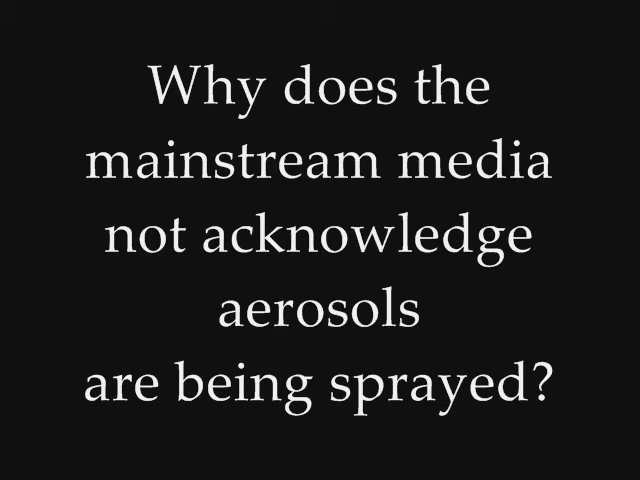 Why does the
mainstream media
not acknowledge
aerosols
are being sprayed?